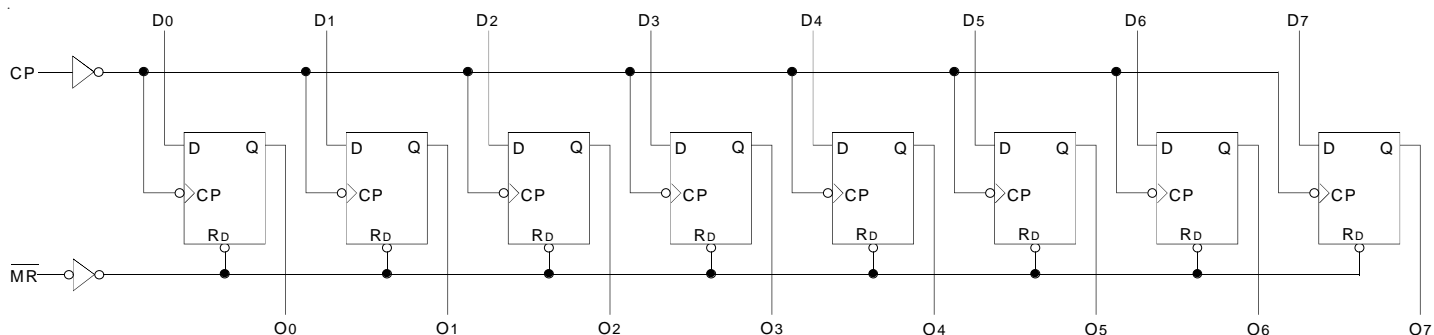 D0 D1 D2 D3 D4 D5 D6 D7
CP
D Q D Q D Q D Q D Q D Q D Q D Q
CP CP CP CP CP CP CP CP
RD RD RD RD RD RD RD RD
MR
O0 O1 O2 O3 O4 O5 O6 O7